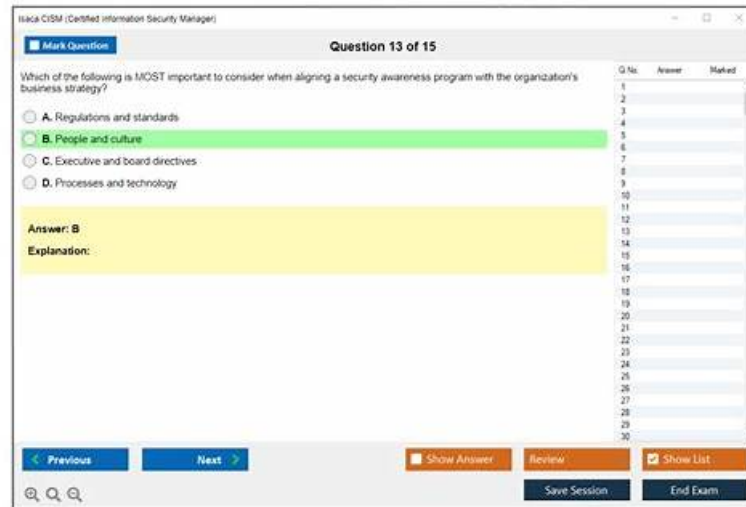 Isaca CISM (Certified Information Security Manager)
Mark Question
Question 13 of 15
Which of the following is MOST important to consider when aligning a security awareness program with the organization's
business strategy?
A. Regulations and standards
B. People and culture
C. Executive and board directives
D. Processes and technology
Answer: B
Explanation:
Q.No. Answer Marked
1
2
3
4
5
6
7
8
9
10
11
12
13
14
15
16
17
18
19
20
21
22
23
24
25
26
27
28
29
30
Previous
Next
Show Answer
Review
Show List
Save Session
End Exam